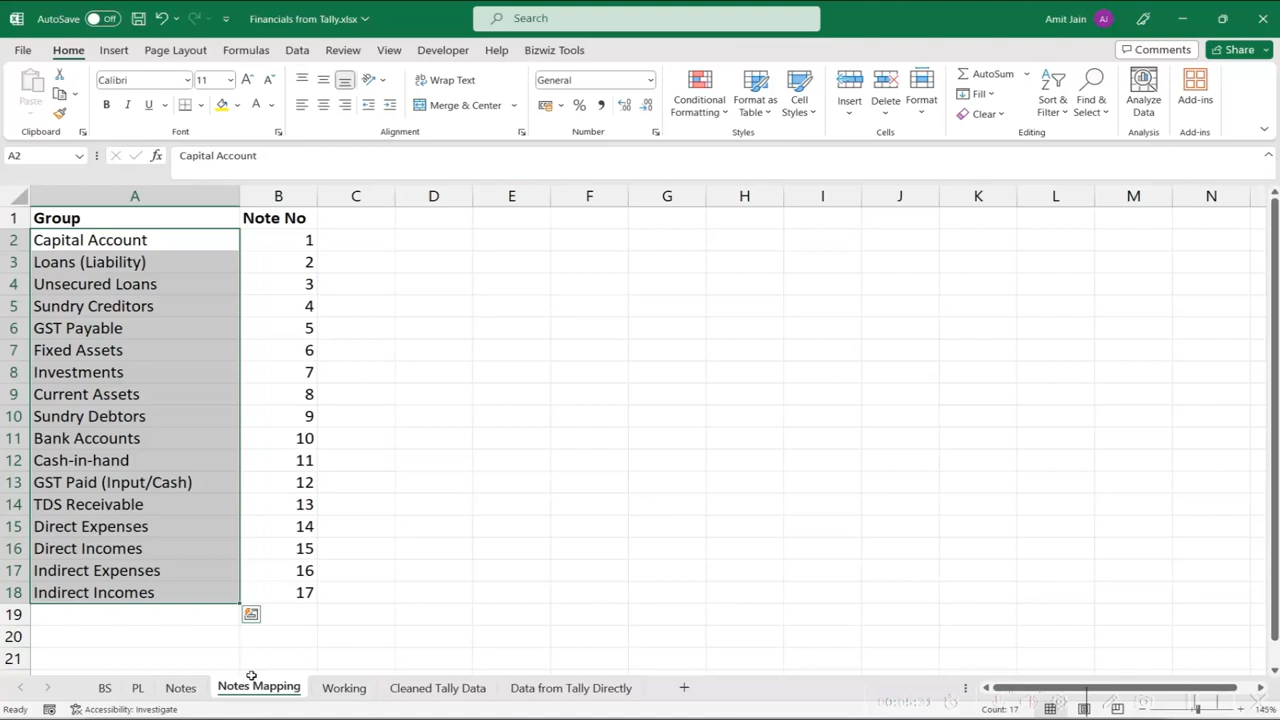 AutoSave Off Financials from Tally.xlsx Search Amit Jain AJ
File Home Insert Page Layout Formulas Data Review View Developer Help Bizwiz Tools Comments Share
Paste Calibri 11 Wrap Text General Conditional Formatting Format as Table Cell Styles Insert Delete Format AutoSum Sort & Filter Find & Select Analyze Data Add-ins
B I U A Merge & Center % Fill
Clear
Clipboard Font Alignment Number Styles Cells Editing Analysis Add-ins
A2 fx Capital Account
A B C D E F G H I J K L M N
1 Group Note No
2 Capital Account 1
3 Loans (Liability) 2
4 Unsecured Loans 3
5 Sundry Creditors 4
6 GST Payable 5
7 Fixed Assets 6
8 Investments 7
9 Current Assets 8
10 Sundry Debtors 9
11 Bank Accounts 10
12 Cash-in-hand 11
13 GST Paid (Input/Cash) 12
14 TDS Receivable 13
15 Direct Expenses 14
16 Direct Incomes 15
17 Indirect Expenses 16
18 Indirect Incomes 17
19
20
21
BS PL Notes Notes Mapping Working Cleaned Tally Data Data from Tally Directly
Ready Accessibility: Investigate Count: 17 145%